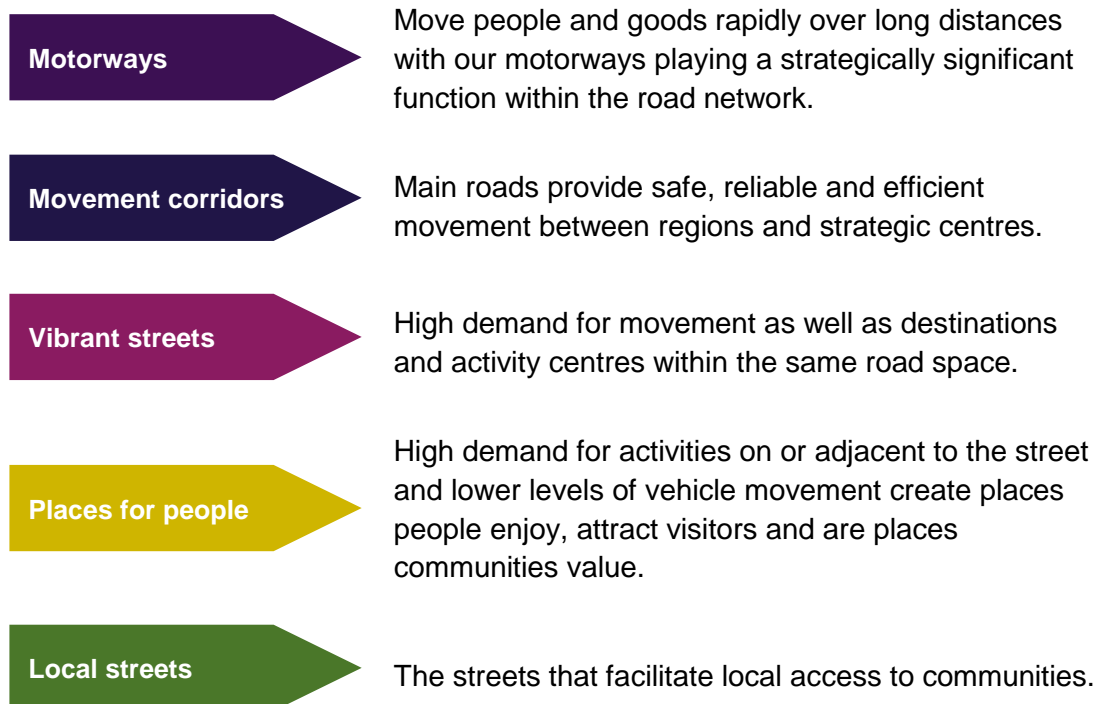 Motorways
Move people and goods rapidly over long distances
with our motorways playing a strategically significant
function within the road network.
Movement corridors
Main roads provide safe, reliable and efficient
movement between regions and strategic centres.
Vibrant streets
High demand for movement as well as destinations
and activity centres within the same road space.
Places for people
High demand for activities on or adjacent to the street
and lower levels of vehicle movement create places
people enjoy, attract visitors and are places
communities value.
Local streets
The streets that facilitate local access to communities.